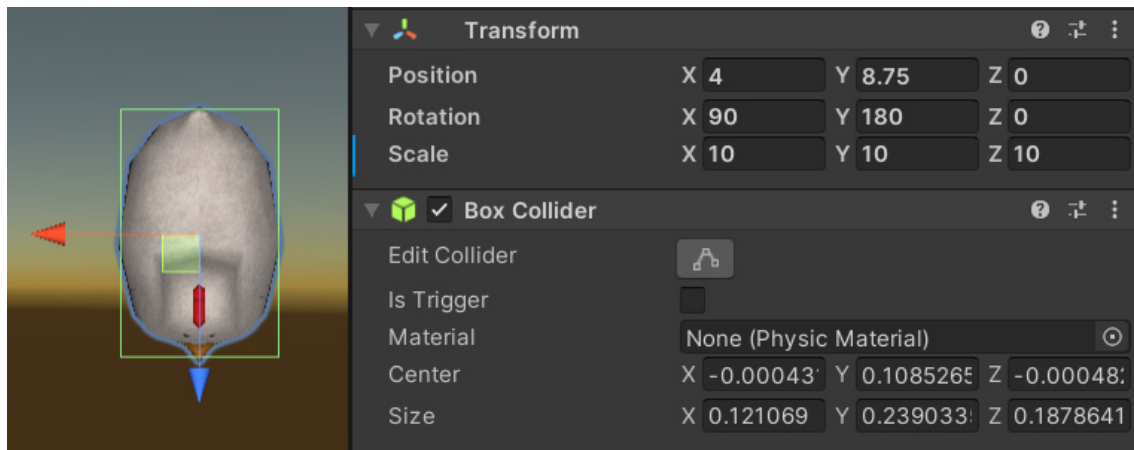 Transform
Position X 4 Y 8.75 Z 0
Rotation X 90 Y 180 Z 0
Scale X 10 Y 10 Z 10
Box Collider
Edit Collider
Is Trigger
Material None (Physic Material)
Center X -0.00043 Y 0.1085265 Z -0.000482
Size X 0.121069 Y 0.239033 Z 0.1878641